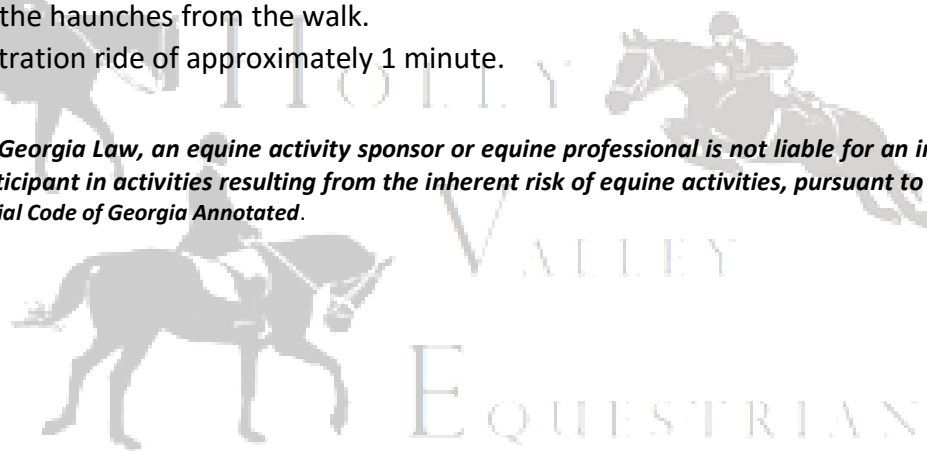 the haunches from the walk.
tration ride of approximately 1 minute.
HOLLY
Georgia Law, an equine activity sponsor or equine professional is not liable for an in
ticipant in activities resulting from the inherent risk of equine activities, pursuant to
ial Code of Georgia Annotated.
VALLEY
EQUESTRIAN